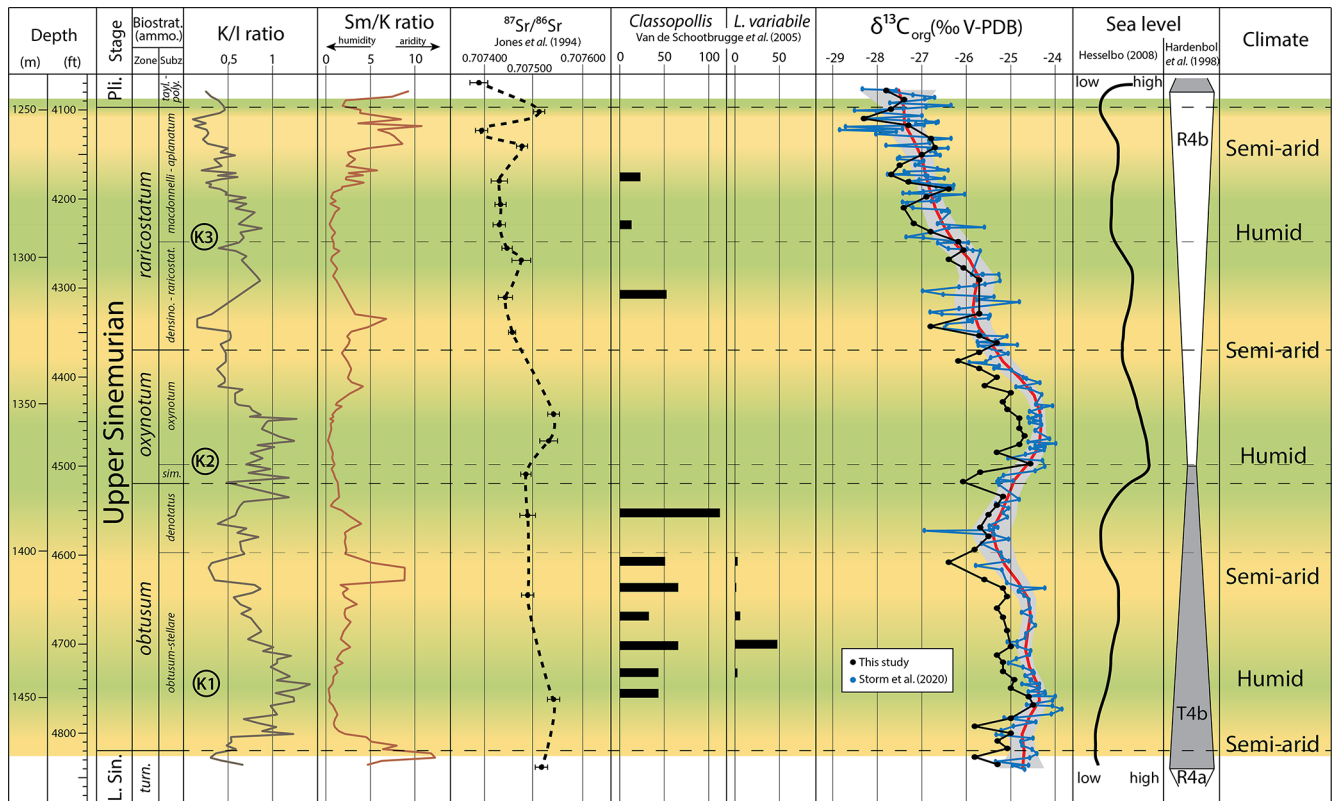 Depth
(m) (ft)
Stage
Biostrat.
(ammo.)
Zone Subz
K/I ratio
0,5 1
Sm/K ratio
humidity aridity
0 5 10
87Sr/86Sr
Jones et al. (1994)
0.707400 0.707600
0.707500
Classopollis
Van de Schootbrugge et al. (2005)
0 50 100
L. variabile
0 50
δ13Corg(‰ V-PDB)
-29 -28 -27 -26 -25 -24 -23
Sea level
Hesselbo (2008)
Hardenbol
et al. (1998)
Climate
low high
Pli.
tayl.-
poly.
1250
4100
R4b
Semi-arid
macdonnelli - aplanatum
4200
K3
Humid
raricostatum
1300
4300
densino. - raricostat.
Semi-arid
Upper Sinemurian
4400
1350
oxynotum
oxynotum
K2
4500
Humid
sim.
denotatus
1400
4600
Semi-arid
obtusum
obtusum-stellare
4700
This study
Storm et al. (2020)
K1
Humid
1450
T4b
4800
Semi-arid
L. Sin.
turn.
low high
R4a